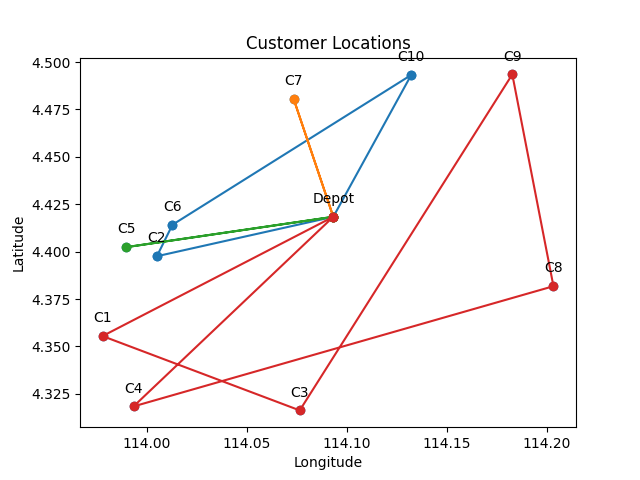 Customer Locations
C10
C9
C7
C6
Depot
C5
C2
C8
C1
C4
C3
4.500
4.475
4.450
4.425
4.400
4.375
4.350
4.325
Latitude
114.00
114.05
114.10
114.15
114.20
Longitude